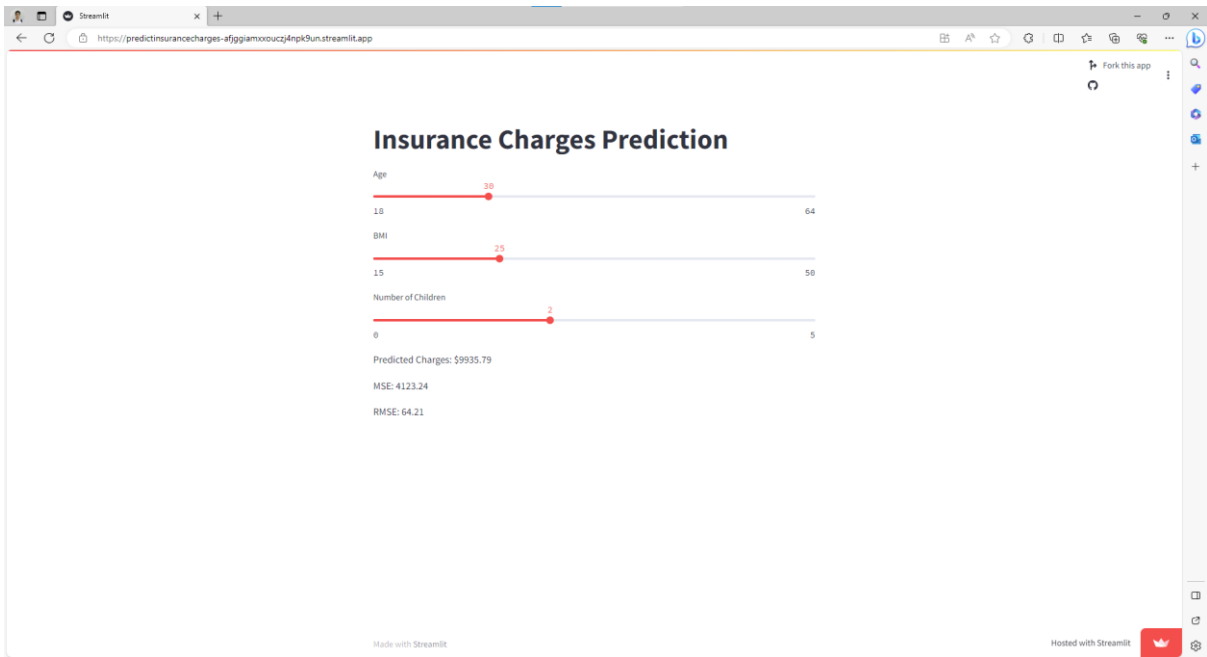 Streamlit
https://predictinsurancecharges-afjggiamxxouczj4npk9un.streamlit.app
Fork this app
Insurance Charges Prediction
Age
30
18 64
BMI
25
15 50
Number of Children
2
0 5
Predicted Charges: $9935.79
MSE: 4123.24
RMSE: 64.21
Made with Streamlit
Hosted with Streamlit